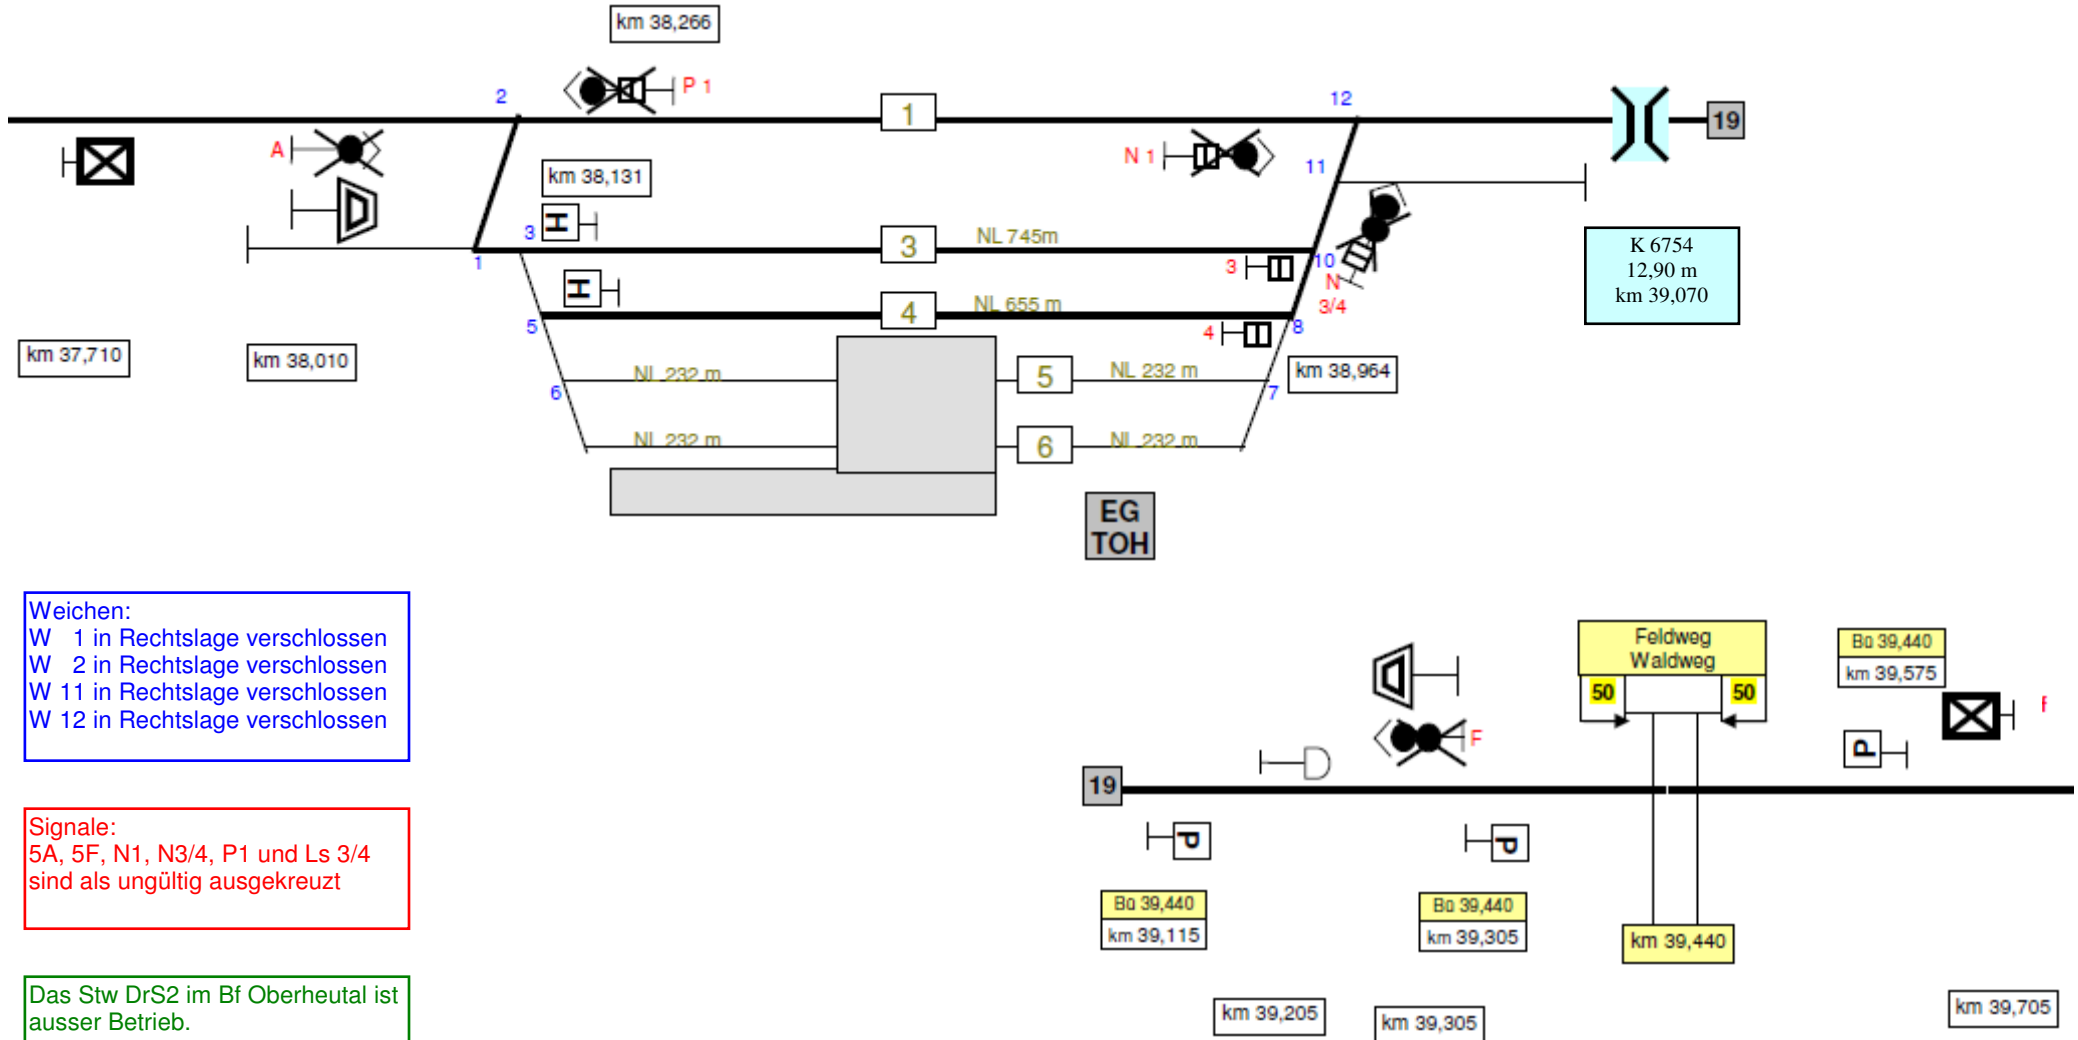 km 38,266
P 1
2
1
12
19
A
N 1
11
km 38,131
H
3
3
NL 745m
1
3
10
N
3/4
K 6754
12,90 m
km 39,070
H
4
NL 655 m
5
4
8
km 37,710
km 38,010
NL 232 m
5
NL 232 m
km 38,964
6
7
NL 232 m
6
NL 232 m
EG
TOH
Weichen:
W 1 in Rechtslage verschlossen
W 2 in Rechtslage verschlossen
W 11 in Rechtslage verschlossen
W 12 in Rechtslage verschlossen
Signale:
5A, 5F, N1, N3/4, P1 und Ls 3/4
sind als ungültig ausgekreuzt
Das Stw DrS2 im Bf Oberheutal ist
ausser Betrieb.
Feldweg
Waldweg
50
50
Bü 39,440
km 39,575
f
F
P
19
P
P
Bü 39,440
km 39,115
Bü 39,440
km 39,305
km 39,440
km 39,205
km 39,305
km 39,705